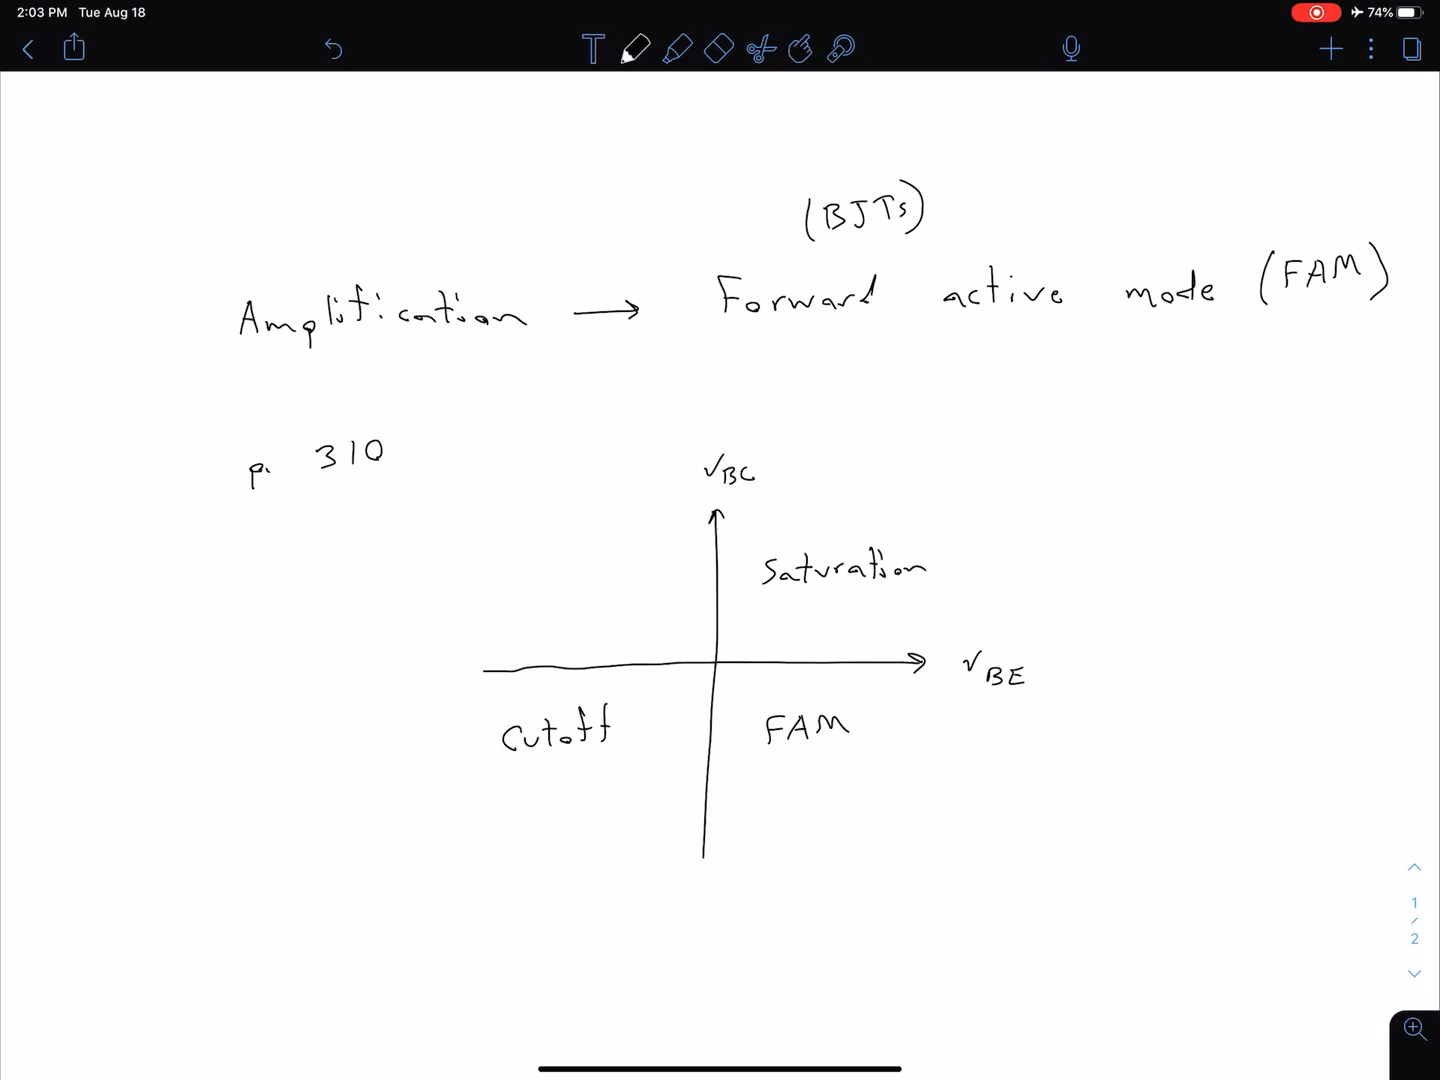 2:03 PM Tue Aug 18
74%
T
(BJTs)
Amplification → Forward active mode (FAM)
p. 310
VBC
Saturation
VBE
Cutoff FAM
1
/
2